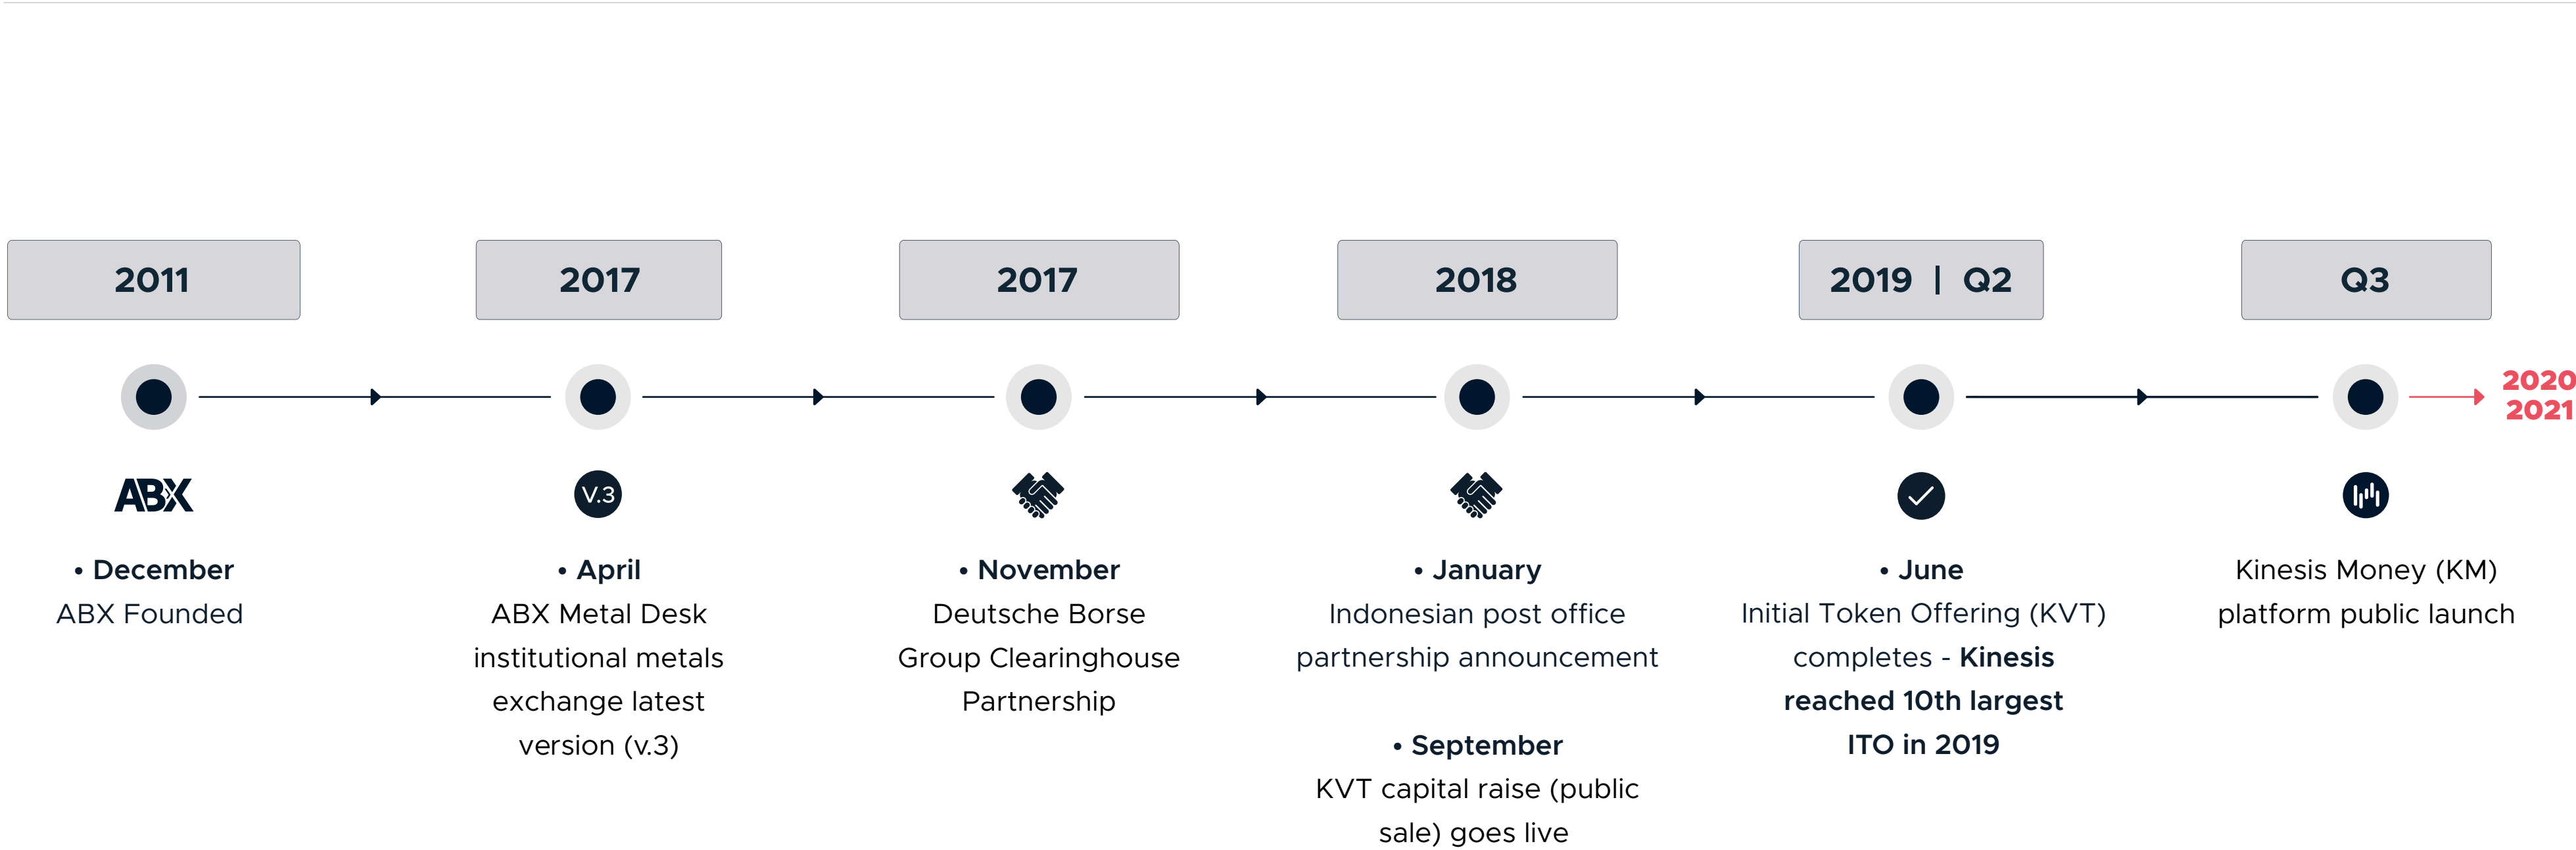 2011
2017
2017
2018
2019 | Q2
Q3
2020
2021
ABX
V.3
• December
ABX Founded
• April
ABX Metal Desk
institutional metals
exchange latest
version (v.3)
• November
Deutsche Borse
Group Clearinghouse
Partnership
• January
Indonesian post office
partnership announcement
• September
KVT capital raise (public
sale) goes live
• June
Initial Token Offering (KVT)
completes - Kinesis
reached 10th largest
ITO in 2019
Kinesis Money (KM)
platform public launch